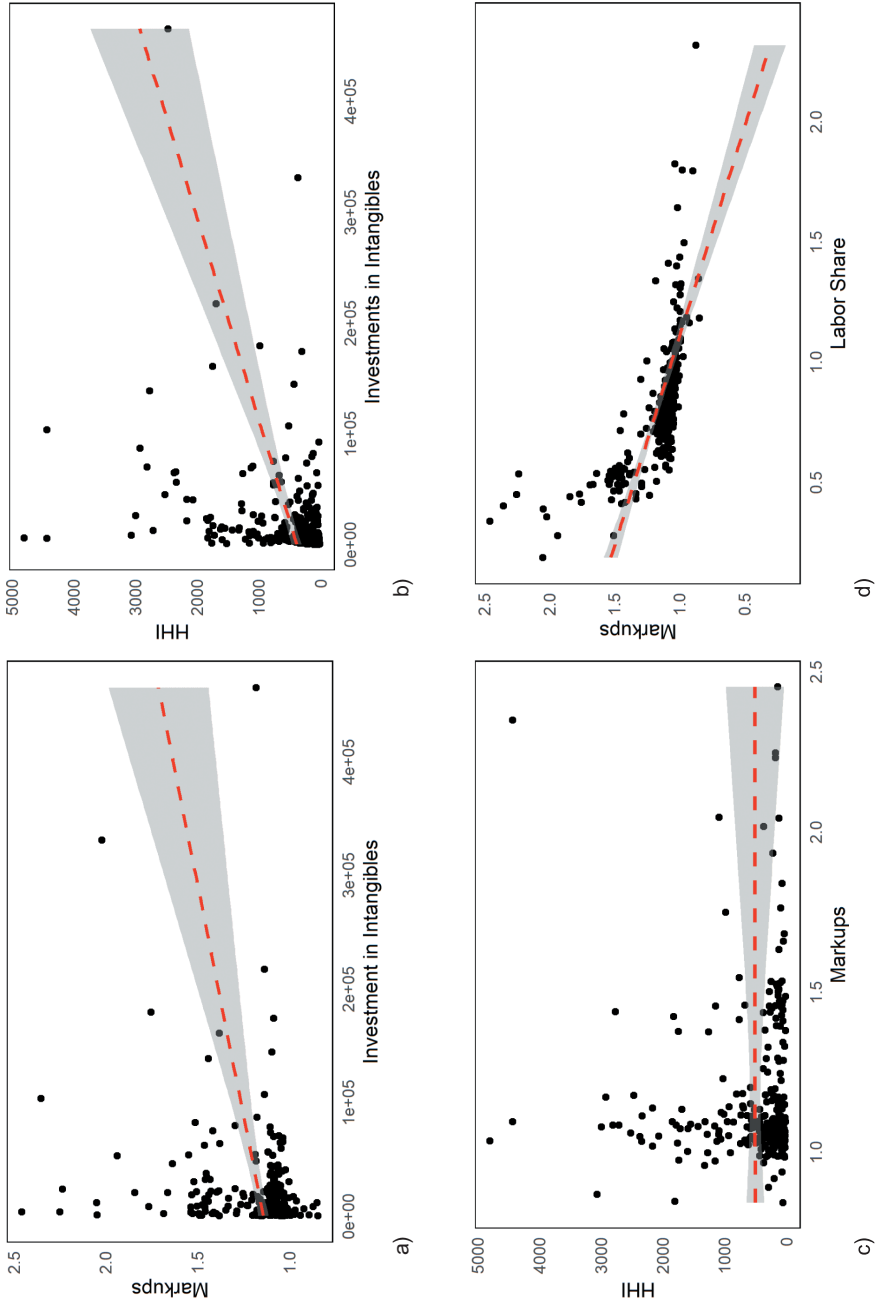 Markups
2.5
2.0
1.5
1.0
0e+00 1e+05 2e+05 3e+05 4e+05
Investment in Intangibles
a)
HHI
5000
4000
3000
2000
1000
0
0e+00 1e+05 2e+05 3e+05 4e+05
Investments in Intangibles
b)
HHI
5000
4000
3000
2000
1000
0
1.0 1.5 2.0 2.5
Markups
c)
Markups
2.5
2.0
1.5
1.0
0.5
0.5 1.0 1.5 2.0
Labor Share
d)